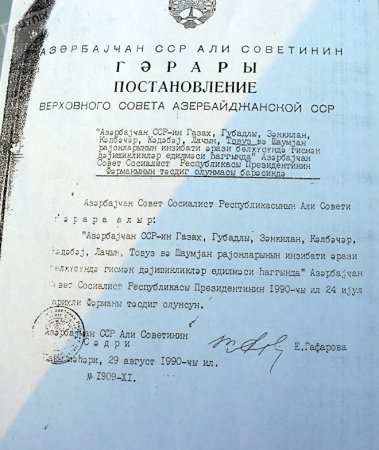 АЗӘРБАЈҸАН ССР АЛИ СОВЕТИНИН
ГӘРАРЫ
ПОСТАНОВЛЕНИЕ
ВЕРХОВНОГО СОВЕТА АЗЕРБАЙДЖАНСКОЙ ССР
"Азәрбајҹан ССР-ин Газах, Губадлы, Зәнкилан,
Кәлбәҹәр, Кәдәбәј, Лачын, Товуз вә Шаумјан
рајонларынын инзибати әрази бөлкүсүндә гисмән
дәјишикликләр едилмәси һаггында" Азәрбајҹан
Совет Сосиалист Республикасы Президентинин
Фәрманынын тәсдиг олунмасы барәсиндә
Азәрбајҹан Совет Сосиалист Республикасынын Али Совети
гәрара алыр:
"Азәрбајҹан ССР-ин Газах, Губадлы, Зәнкилан, Кәлбәҹәр,
Кәдәбәј, Лачын, Товуз вә Шаумјан рајонларынын инзибати әрази
бөлкүсүндә гисмән дәјишикликләр едилмәси һаггында" Азәрбајҹан
Совет Сосиалист Республикасы Президентинин 1990-чы ил 24 ијул
тарихли Фәрманы тәсдиг олунсун.
Азәрбајҹан ССР Али Советинин
Сәдри
Е.Гафарова
Бакы шәһәри, 29 август 1990-чы ил.
№ 1909-XI.